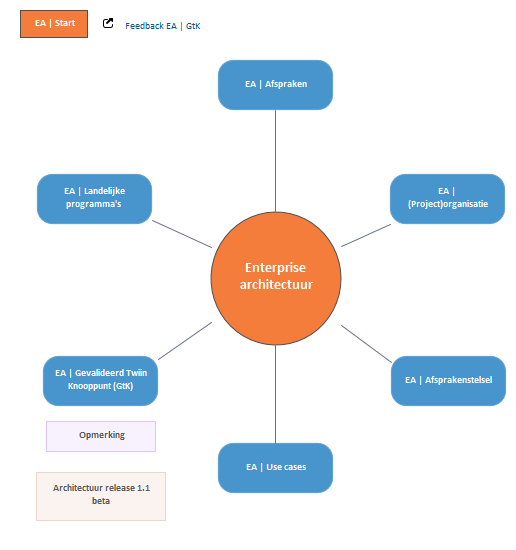 EA | Start
Feedback EA | GtK
EA | Afspraken
EA | Landelijke
programma's
EA |
(Project)organisatie
Enterprise
architectuur
EA | Gevalideerd Twiin
Knooppunt (GtK)
EA | Afsprakenstelsel
Opmerking
EA | Use cases
Architectuur release 1.1
beta